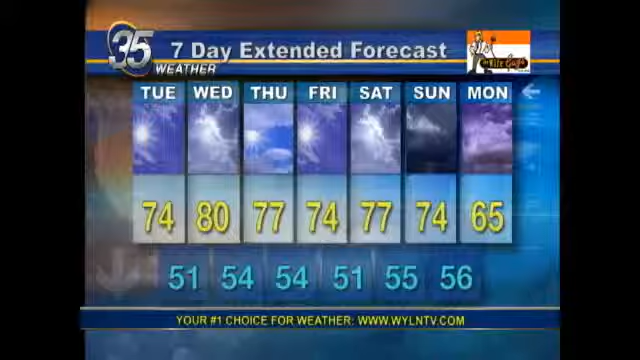 35
WEATHER
7 Day Extended Forecast
TUE WED THU FRI SAT SUN MON
74 80 77 74 77 74 65
51 54 54 51 55 56
YOUR #1 CHOICE FOR WEATHER: WWW.WYLNTV.COM